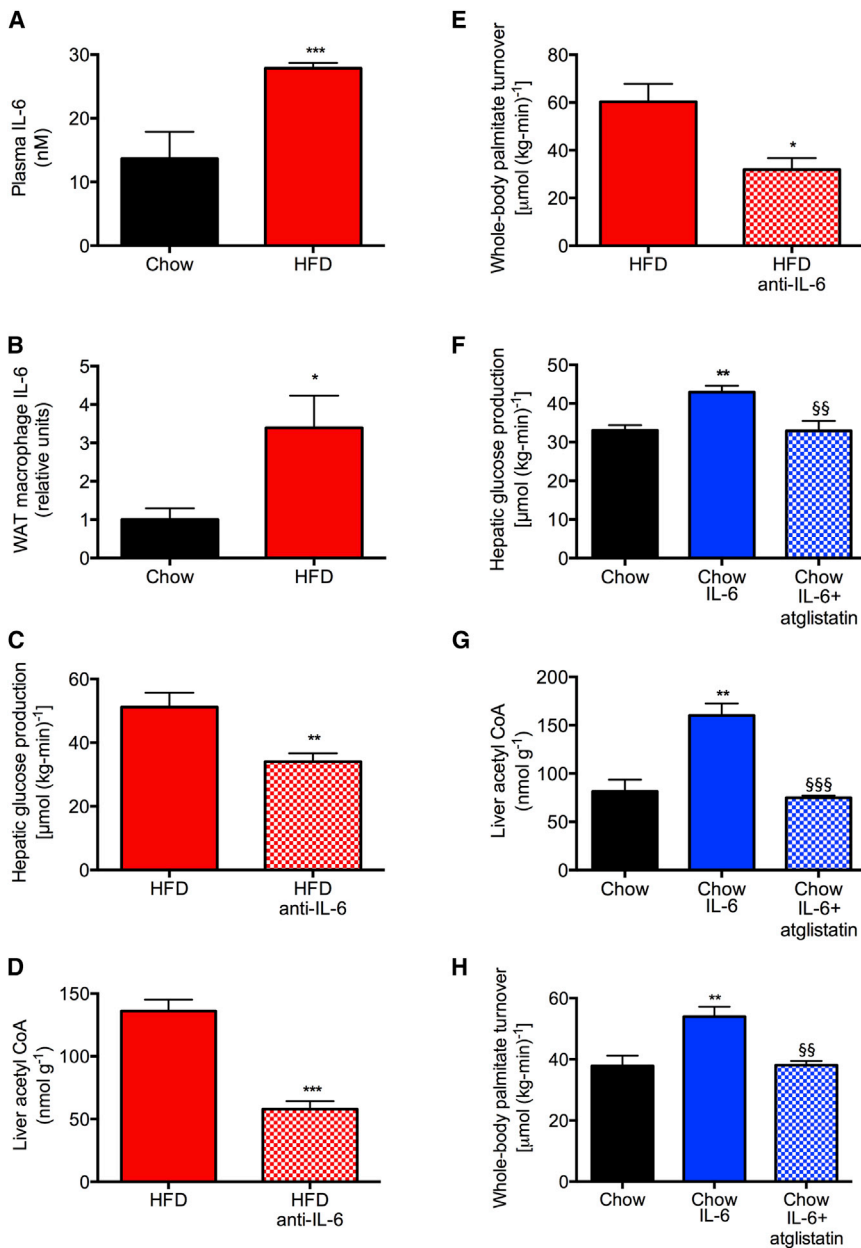 A
Plasma IL-6
(nM)
30
20
10
0
***
Chow
HFD
B
WAT macrophage IL-6
(relative units)
5
4
3
2
1
0
*
Chow
HFD
C
Hepatic glucose production
[µmol (kg-min)⁻¹]
60
40
20
0
**
HFD
HFD
anti-IL-6
D
Liver acetyl CoA
(nmol g⁻¹)
150
100
50
0
***
HFD
HFD
anti-IL-6
E
Whole-body palmitate turnover
[µmol (kg-min)⁻¹]
80
60
40
20
0
*
HFD
HFD
anti-IL-6
F
Hepatic glucose production
[µmol (kg-min)⁻¹]
50
40
30
20
10
0
**
§§
Chow
Chow
IL-6
Chow
IL-6+
atglistatin
G
Liver acetyl CoA
(nmol g⁻¹)
200
150
100
50
0
**
§§§
Chow
Chow
IL-6
Chow
IL-6+
atglistatin
H
Whole-body palmitate turnover
[µmol (kg-min)⁻¹]
60
40
20
0
**
§§
Chow
Chow
IL-6
Chow
IL-6+
atglistatin